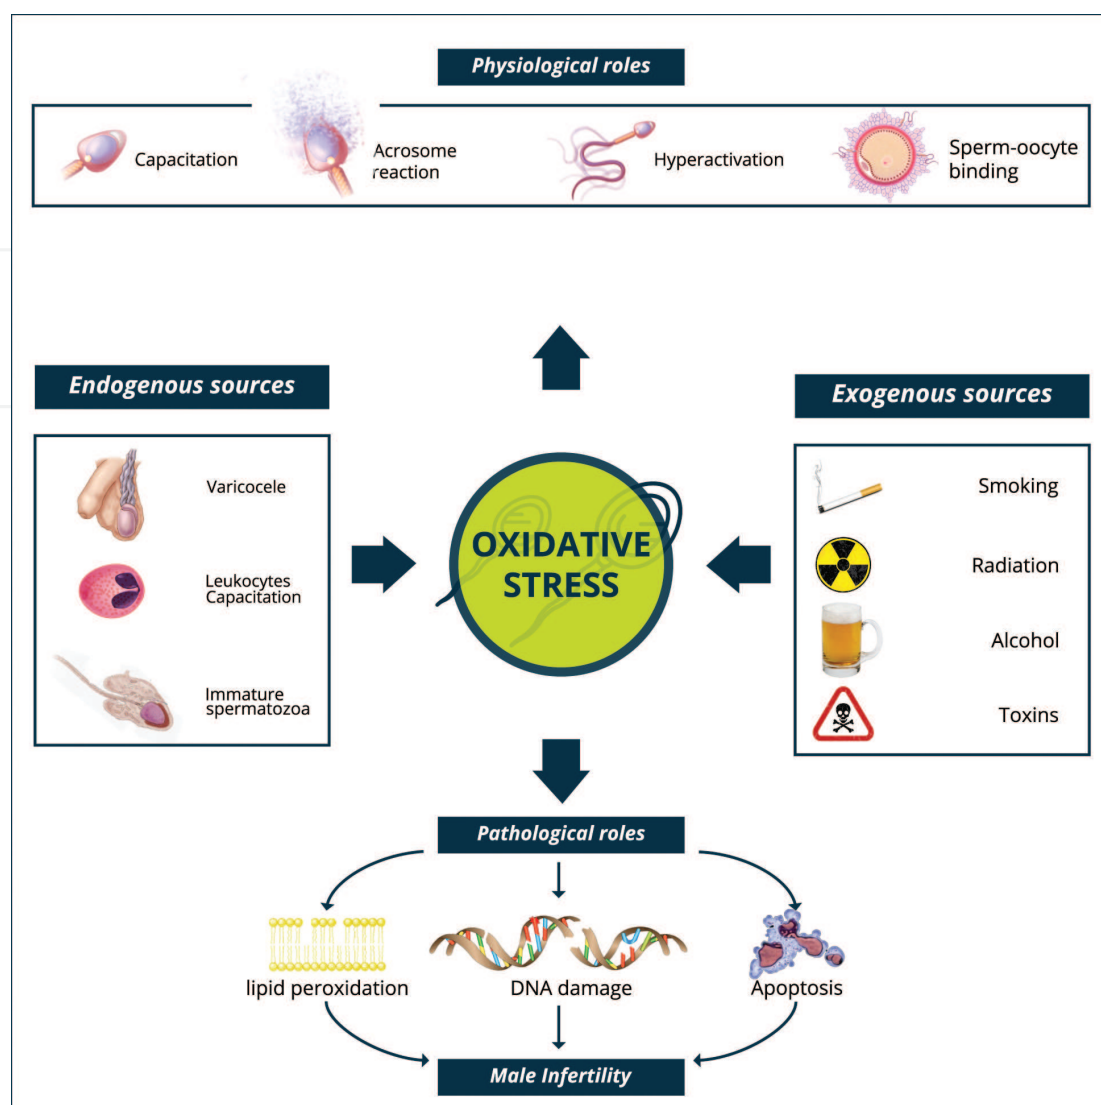 Physiological roles
Capacitation
Acrosome
reaction
Hyperactivation
Sperm-oocyte
binding
Endogenous sources
Varicocele
Leukocytes
Capacitation
Immature
spermatozoa
OXIDATIVE
STRESS
Exogenous sources
Smoking
Radiation
Alcohol
Toxins
Pathological roles
lipid peroxidation
DNA damage
Apoptosis
Male Infertility